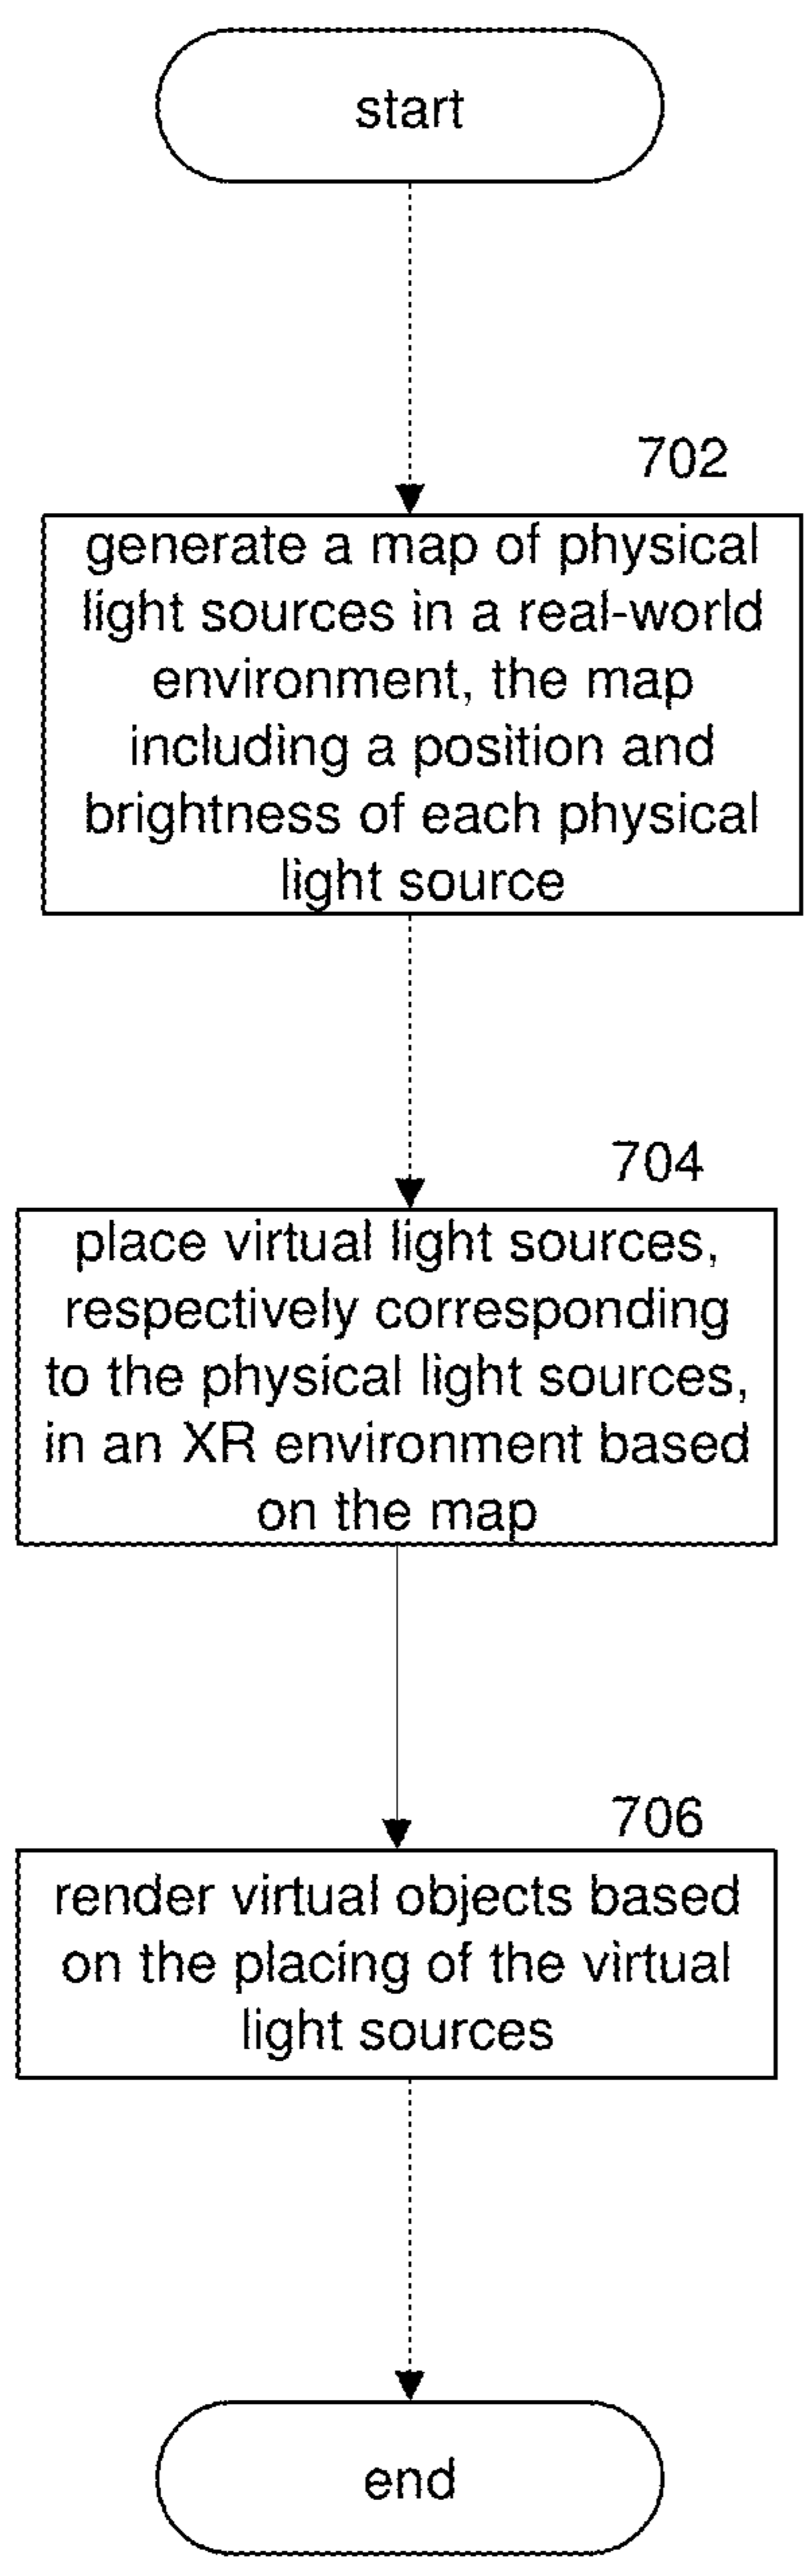 start
702
generate a map of physical
light sources in a real-world
environment, the map
including a position and
brightness of each physical
light source
704
place virtual light sources,
respectively corresponding
to the physical light sources,
in an XR environment based
on the map
706
render virtual objects based
on the placing of the virtual
light sources
end